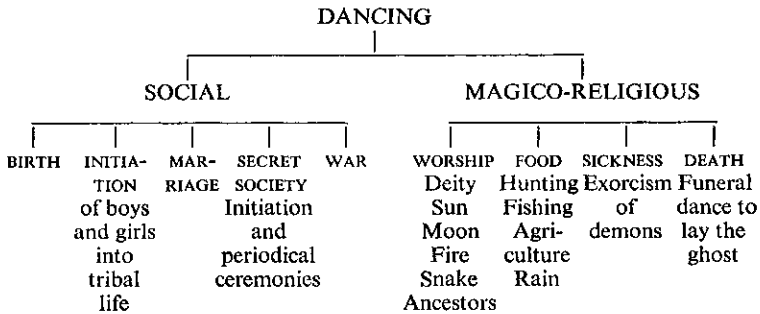 DANCING
SOCIAL MAGICO-RELIGIOUS
BIRTH INITIA- MAR- SECRET WAR WORSHIP FOOD SICKNESS DEATH
TION RIAGE SOCIETY Deity Hunting Exorcism Funeral
of boys Initiation Sun Fishing of dance to
and girls and Moon Agri- demons lay the
into periodical Fire culture ghost
tribal ceremonies Snake Rain
life Ancestors